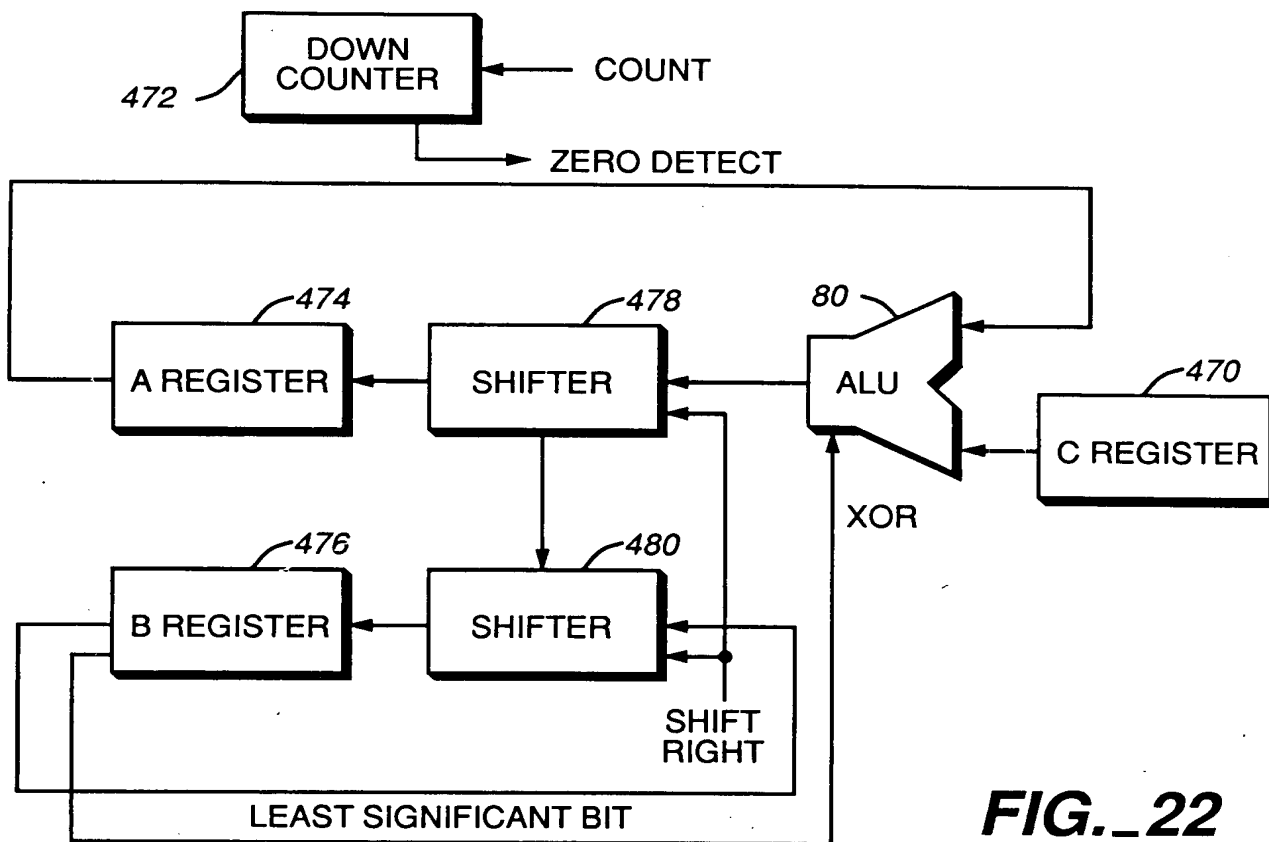 DOWN
COUNTER
COUNT
472
ZERO DETECT
474
478
80
470
A REGISTER
SHIFTER
ALU
C REGISTER
XOR
476
480
B REGISTER
SHIFTER
SHIFT
RIGHT
LEAST SIGNIFICANT BIT
FIG._22